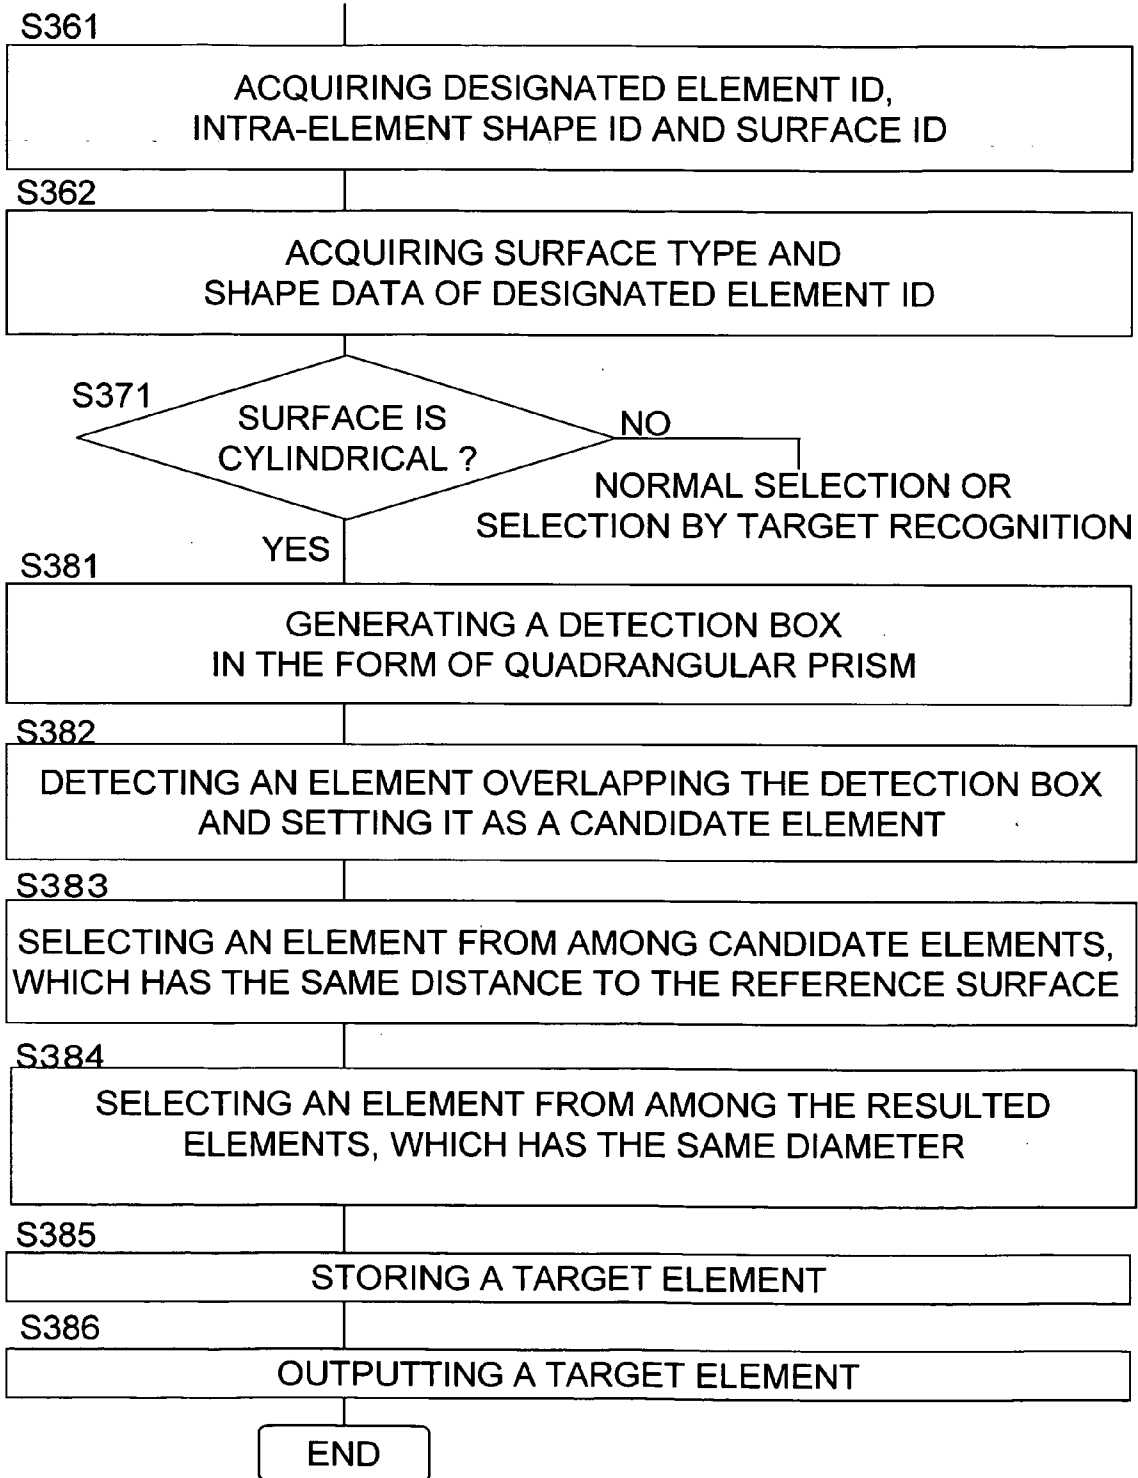 S361
ACQUIRING DESIGNATED ELEMENT ID,
INTRA-ELEMENT SHAPE ID AND SURFACE ID
S362
ACQUIRING SURFACE TYPE AND
SHAPE DATA OF DESIGNATED ELEMENT ID
S371
SURFACE IS
CYLINDRICAL ?
NO
NORMAL SELECTION OR
SELECTION BY TARGET RECOGNITION
YES
S381
GENERATING A DETECTION BOX
IN THE FORM OF QUADRANGULAR PRISM
S382
DETECTING AN ELEMENT OVERLAPPING THE DETECTION BOX
AND SETTING IT AS A CANDIDATE ELEMENT
S383
SELECTING AN ELEMENT FROM AMONG CANDIDATE ELEMENTS,
WHICH HAS THE SAME DISTANCE TO THE REFERENCE SURFACE
S384
SELECTING AN ELEMENT FROM AMONG THE RESULTED
ELEMENTS, WHICH HAS THE SAME DIAMETER
S385
STORING A TARGET ELEMENT
S386
OUTPUTTING A TARGET ELEMENT
END